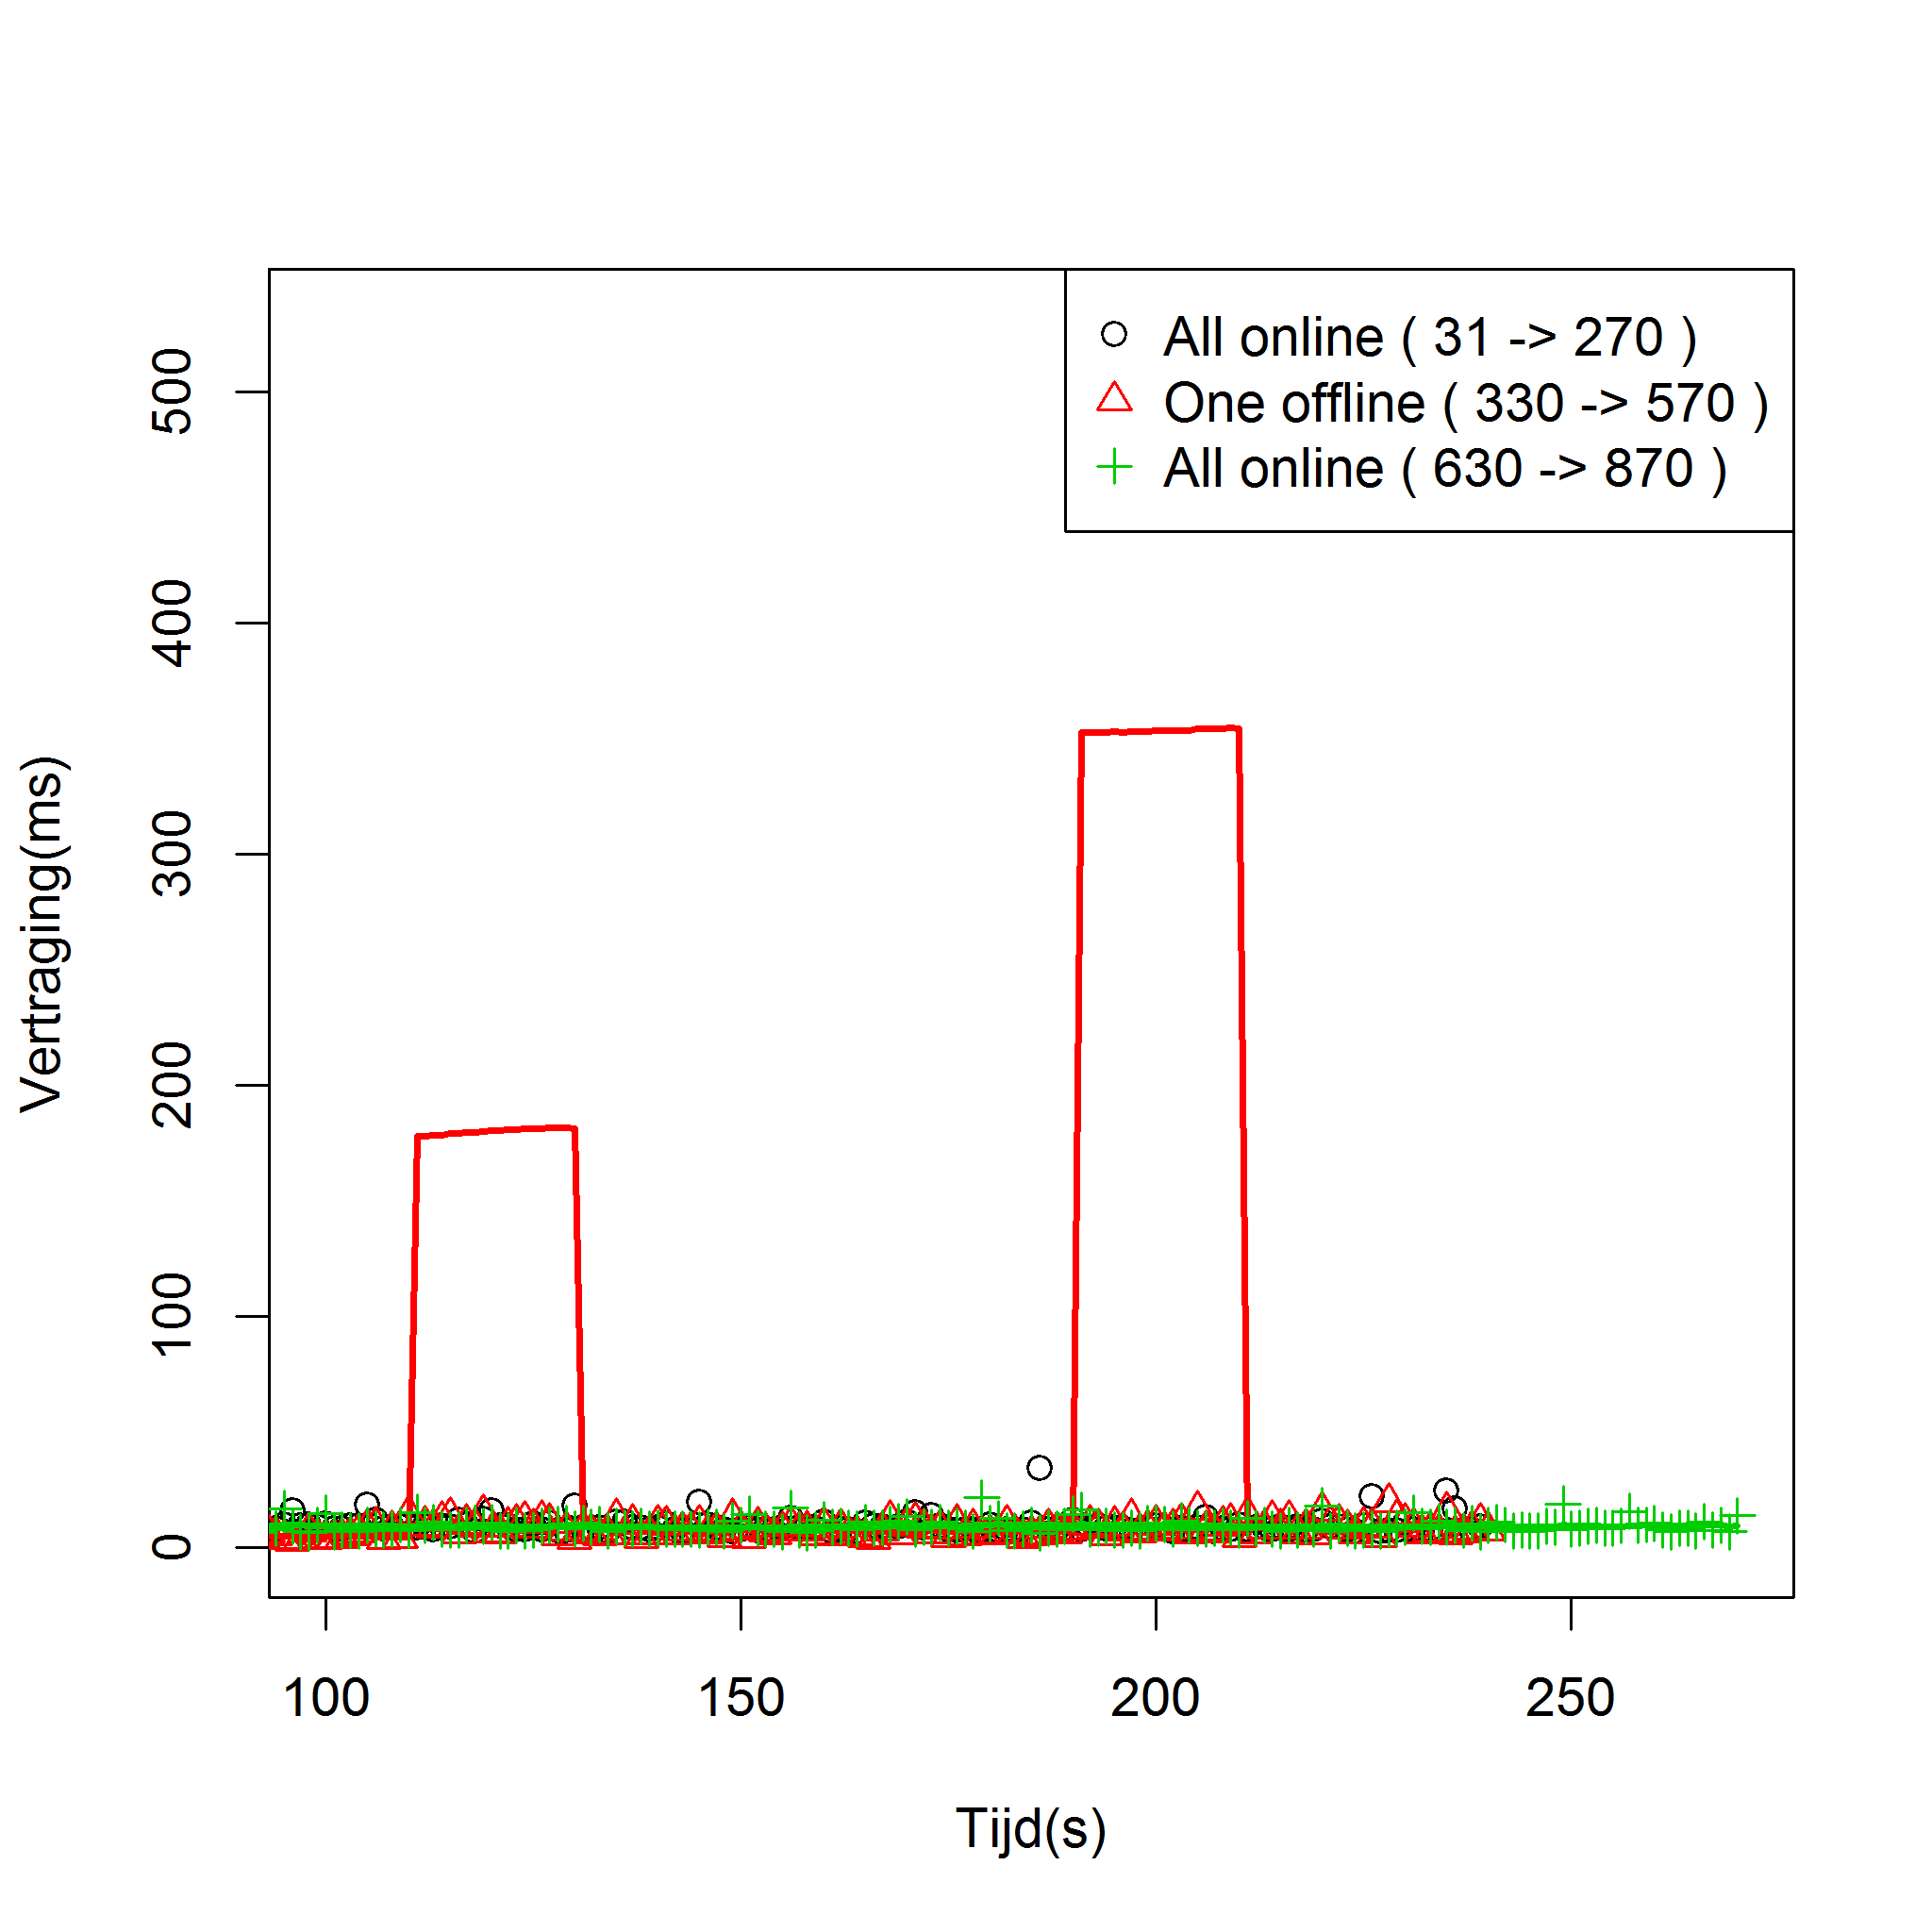 All online ( 31 -> 270 )
One offline ( 330 -> 570 )
All online ( 630 -> 870 )
500
400
300
200
100
0
Vertraging(ms)
100 150 200 250
Tijd(s)